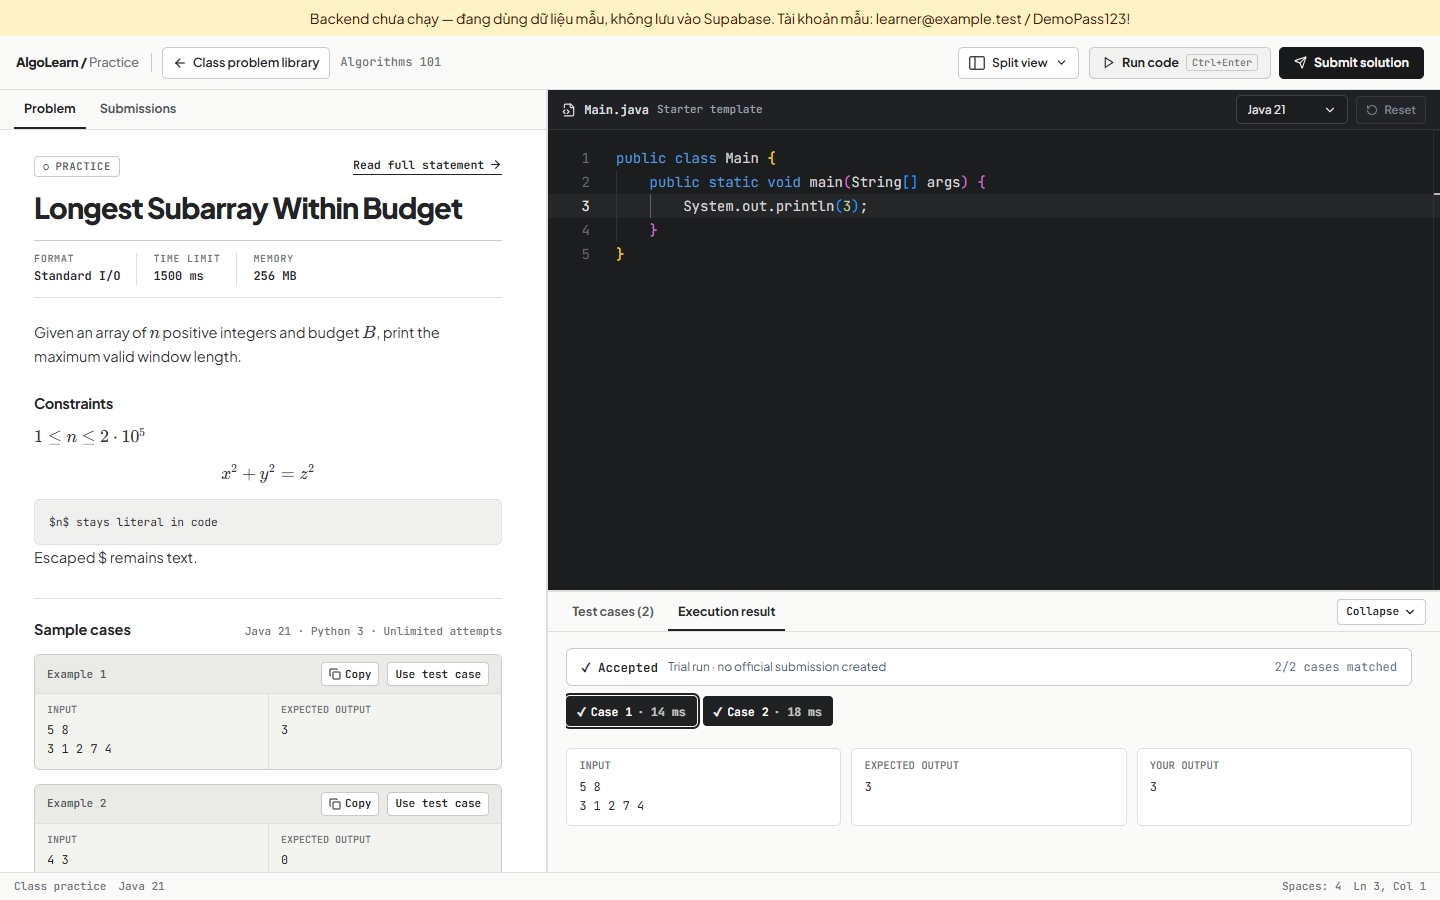 Backend chưa chạy — đang dùng dữ liệu mẫu, không lưu vào Supabase. Tài khoản mẫu: learner@example.test / DemoPass123!
AlgoLearn / Practice
Class problem library
Algorithms 101
Split view
Run code Ctrl+Enter
Submit solution
Problem
Submissions
PRACTICE
Read full statement →
Longest Subarray Within Budget
FORMAT
Standard I/O
TIME LIMIT
1500 ms
MEMORY
256 MB
Given an array of n positive integers and budget B, print the
maximum valid window length.
Constraints
1 ≤ n ≤ 2 · 10⁵
x² + y² = z²
$n$ stays literal in code
Escaped $ remains text.
Sample cases
Java 21 · Python 3 · Unlimited attempts
Example 1
Copy
Use test case
INPUT
5 8
3 1 2 7 4
EXPECTED OUTPUT
3
Example 2
Copy
Use test case
INPUT
4 3
EXPECTED OUTPUT
0
Main.java Starter template
Java 21
Reset
1 public class Main {
2 public static void main(String[] args) {
3 System.out.println(3);
4 }
5 }
Test cases (2)
Execution result
Collapse
✓ Accepted Trial run · no official submission created
2/2 cases matched
✓ Case 1 · 14 ms
✓ Case 2 · 18 ms
INPUT
5 8
3 1 2 7 4
EXPECTED OUTPUT
3
YOUR OUTPUT
3
Class practice Java 21
Spaces: 4 Ln 3, Col 1